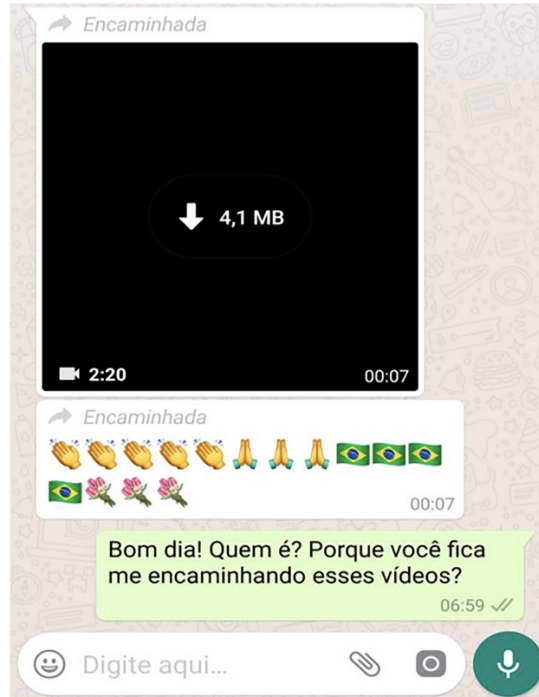 Encaminhada
4,1 MB
2:20 00:07
Encaminhada
👏👏👏👏👏🙏🙏🙏🇧🇷🇧🇷🇧🇷
🇧🇷💐💐💐
00:07
Bom dia! Quem é? Porque você fica
me encaminhando esses vídeos?
06:59
Digite aqui...